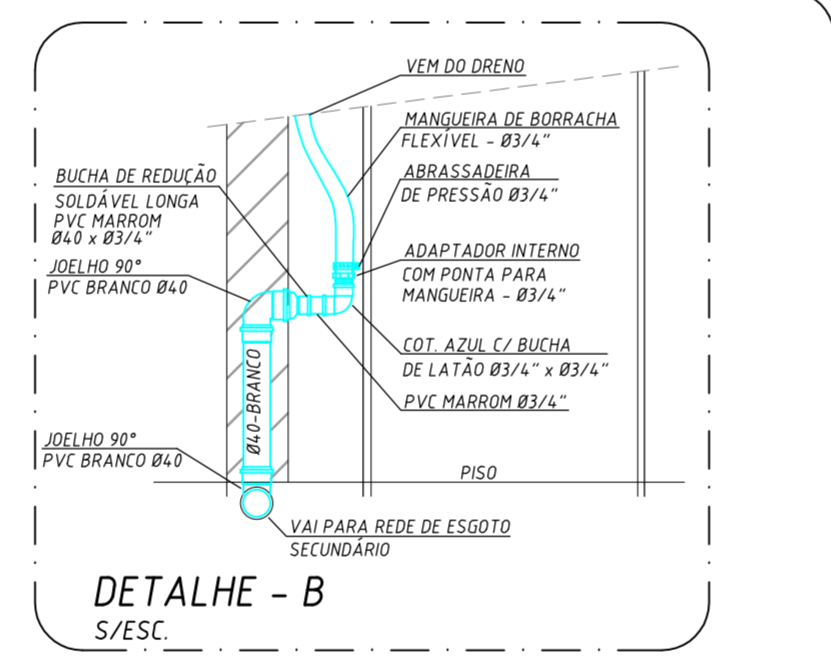 VEM DO DRENO
MANGUEIRA DE BORRACHA
FLEXÍVEL - Ø3/4"
ABRASSADEIRA
DE PRESSÃO Ø3/4"
ADAPTADOR INTERNO
COM PONTA PARA
MANGUEIRA - Ø3/4"
COT. AZUL C/ BUCHA
DE LATÃO Ø3/4" x Ø3/4"
PVC MARROM Ø3/4"
BUCHA DE REDUÇÃO
SOLDÁVEL LONGA
PVC MARROM
Ø40 x Ø3/4"
JOELHO 90°
PVC BRANCO Ø40
Ø40-BRANCO
JOELHO 90°
PVC BRANCO Ø40
PISO
VAI PARA REDE DE ESGOTO
SECUNDÁRIO
DETALHE - B
S/ESC.